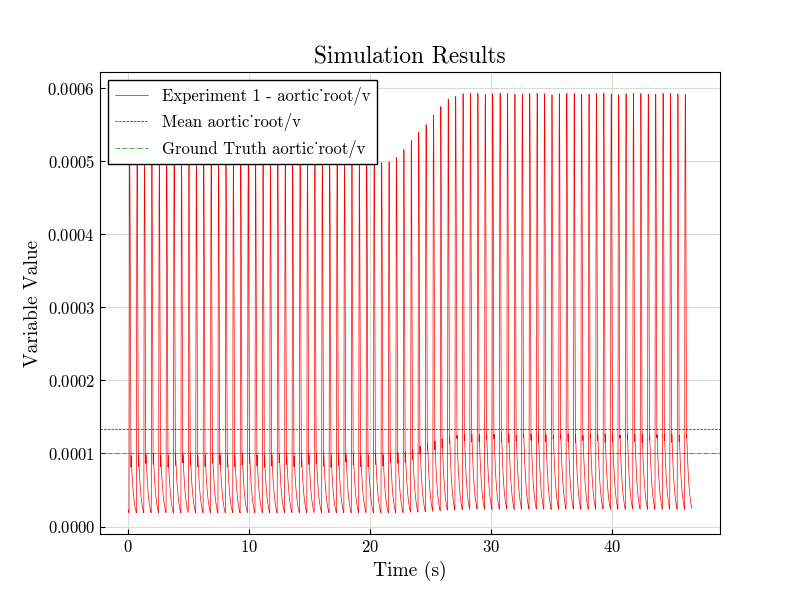 Simulation Results
Experiment 1 - aortic˙root/v
Mean aortic˙root/v
Ground Truth aortic˙root/v
Variable Value
0.0006
0.0005
0.0004
0.0003
0.0002
0.0001
0.0000
0
10
20
30
40
Time (s)